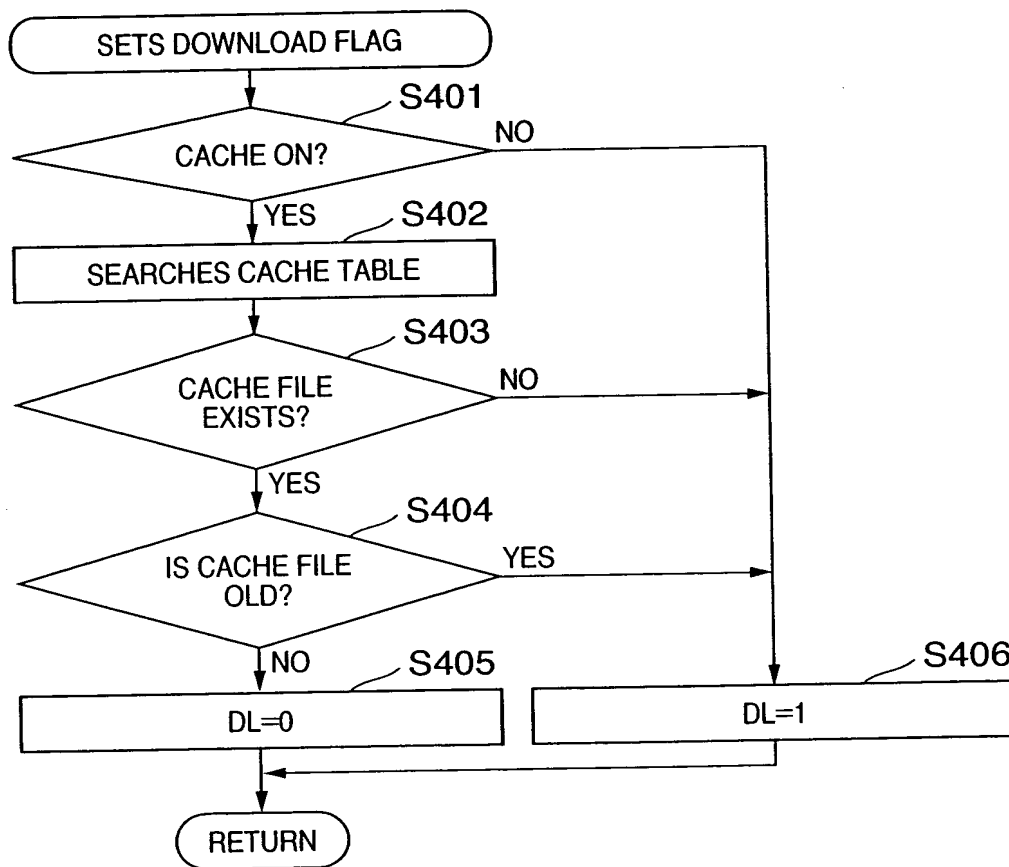 SETS DOWNLOAD FLAG
S401
CACHE ON?
NO
YES
S402
SEARCHES CACHE TABLE
S403
CACHE FILE
EXISTS?
NO
YES
S404
IS CACHE FILE
OLD?
YES
NO
S405
DL=0
S406
DL=1
RETURN